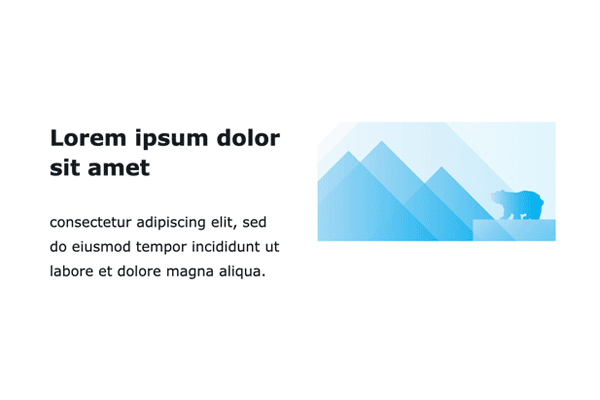 Lorem ipsum dolor
sit amet
consectetur adipiscing elit, sed
do eiusmod tempor incididunt ut
labore et dolore magna aliqua.